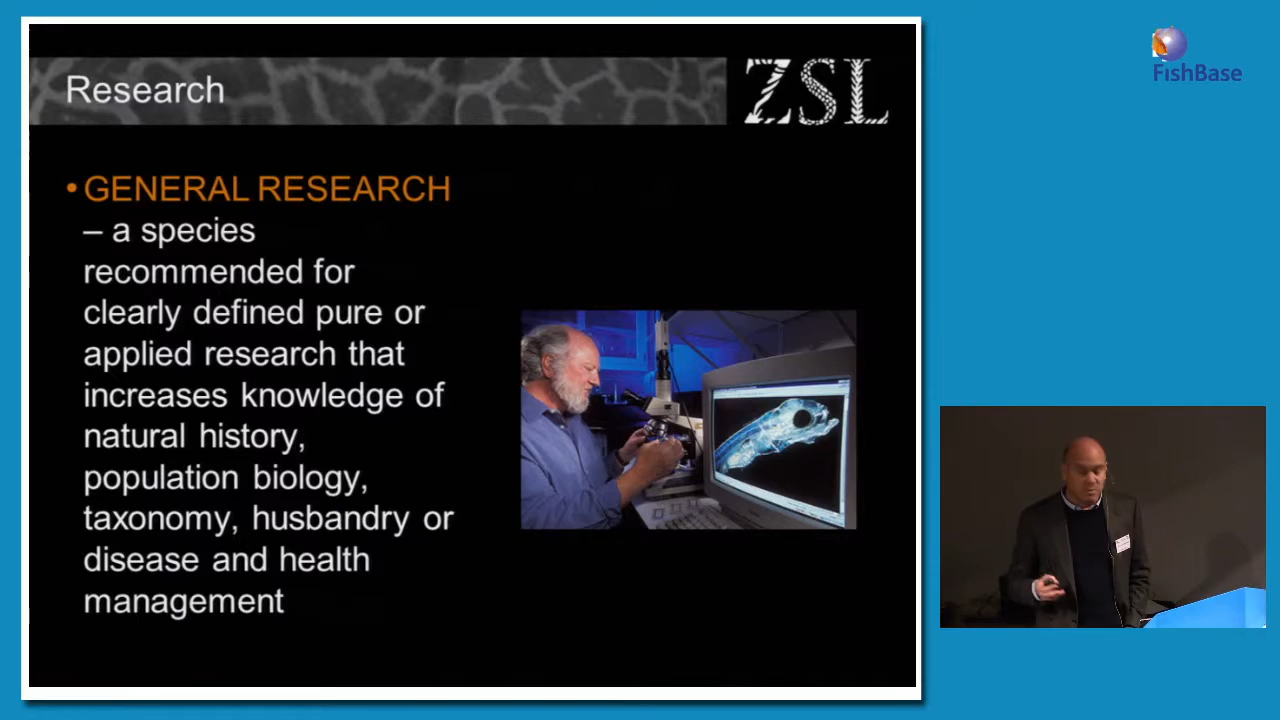 Research
ZSL
FishBase
• GENERAL RESEARCH
– a species
recommended for
clearly defined pure or
applied research that
increases knowledge of
natural history,
population biology,
taxonomy, husbandry or
disease and health
management